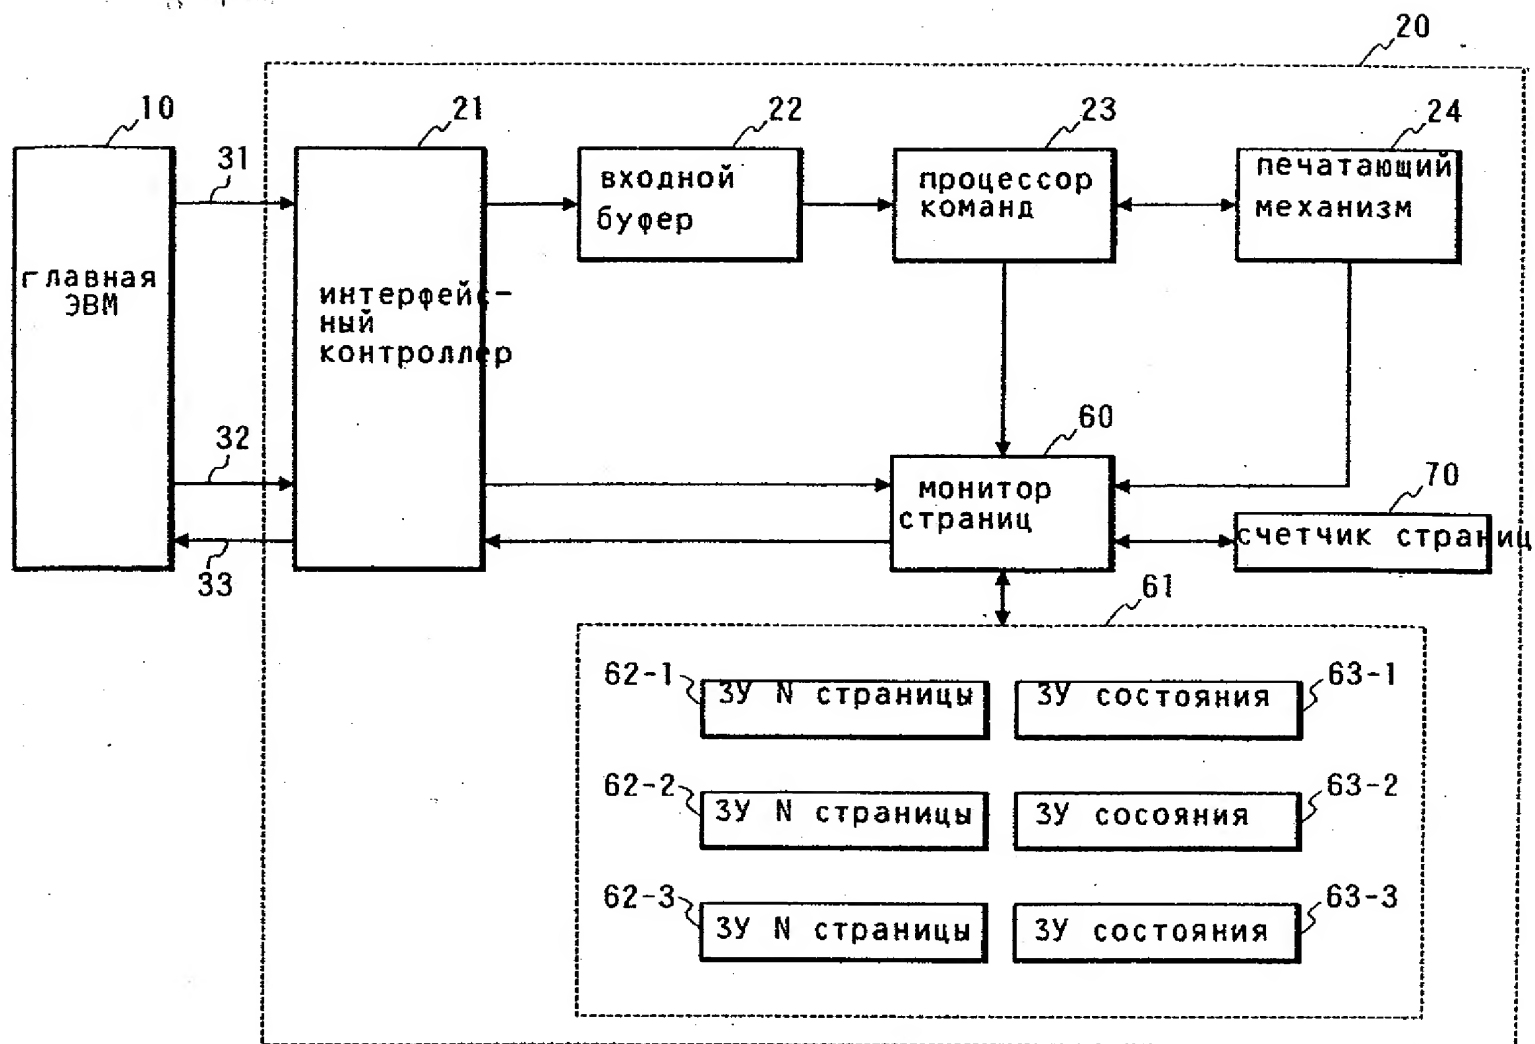 20
10
21
22
23
24
31
входной
буфер
процессор
команд
печатающий
механизм
главная
ЭВМ
интерфейс-
ный
контроллер
32
60
монитор
страниц
70
счетчик страниц
33
61
62-1
ЗУ N страницы
ЗУ состояния
63-1
62-2
ЗУ N страницы
ЗУ сосояния
63-2
62-3
ЗУ N страницы
ЗУ состояния
63-3